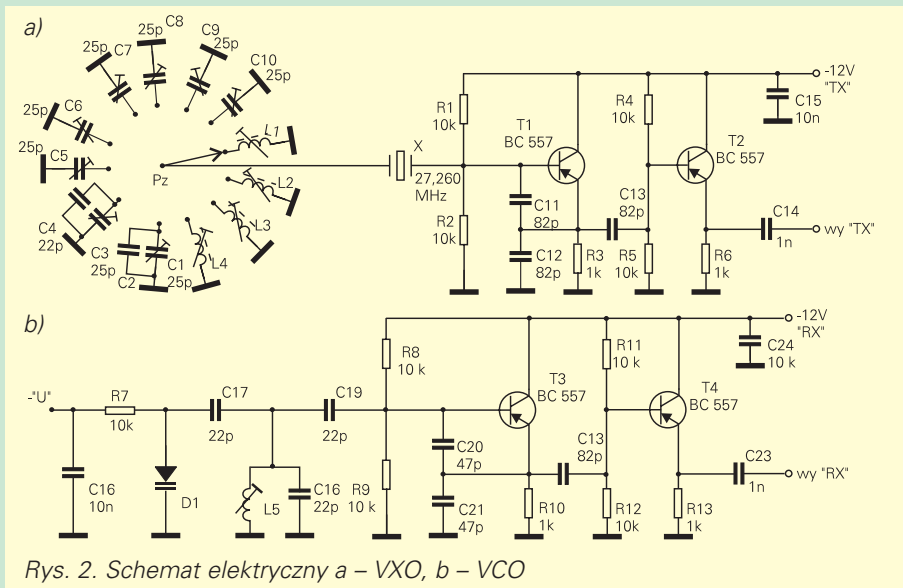 a)
C8
25p
C7
25p
C9
25p
C10
25p
C6
25p
C5
25p
C4
22p
C3
25p
C2
C1
25p
Pz
L1
L2
L3
L4
X
27,260
MHz
R1
10k
R2
10k
C11
82p
C12
82p
T1
BC 557
R3
1k
C13
82p
R4
10k
R5
10k
T2
BC 557
R6
1k
C14
1n
C15
10n
-12V
"TX"
wy "TX"
b)
-"U"
R7
10k
C16
10n
D1
C17
22p
L5
C16
22p
C19
22p
R8
10 k
R9
10 k
C20
47p
C21
47p
T3
BC 557
R10
1k
C13
82p
R11
10 k
R12
10k
T4
BC 557
R13
1k
C23
1n
C24
10 k
-12V
"RX"
wy "RX"
Rys. 2. Schemat elektryczny a – VXO, b – VCO